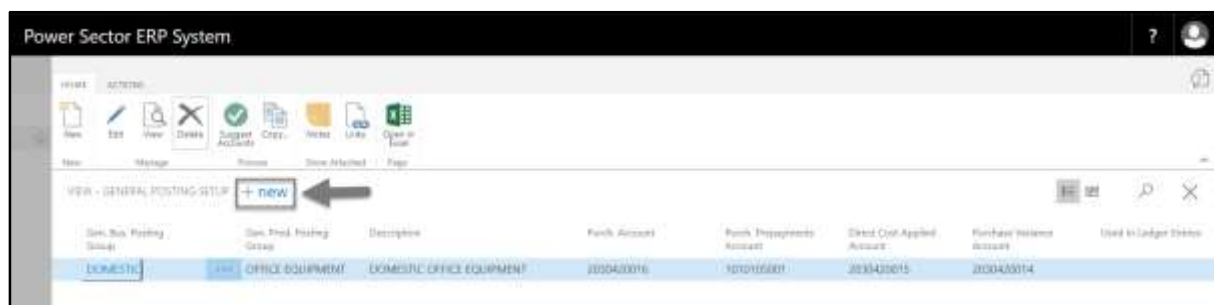 Power Sector ERP System ?
HOME ACTIONS
New Edit View Delete Suggest Accounts Copy... Notes Links Open in Excel
New Manage Process Show Attached Page
VIEW - GENERAL POSTING SETUP + new
Gen. Bus. Posting Group Gen. Prod. Posting Group Description Purch. Account Purch. Prepayments Account Direct Cost Applied Account Purchase Variance Account Used in Ledger Entries
DOMESTIC OFFICE EQUIPMENT DOMESTIC OFFICE EQUIPMENT 2030420016 1010105001 2030420015 2030420014